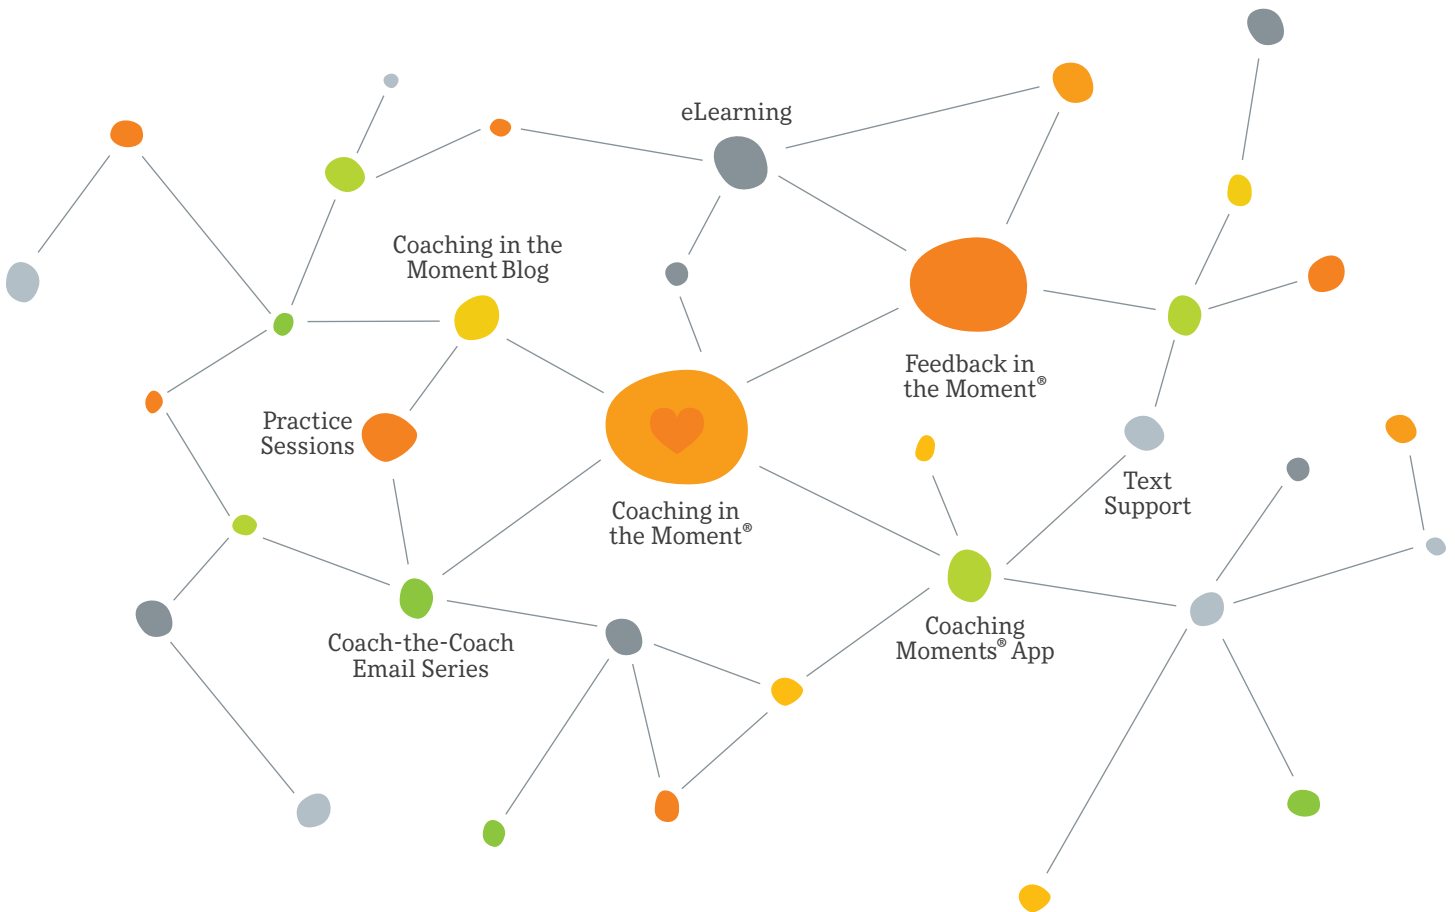 eLearning
Coaching in the
Moment Blog
Feedback in
the Moment®
Practice
Sessions
Text
Support
Coaching in
the Moment®
Coaching
Moments® App
Coach-the-Coach
Email Series